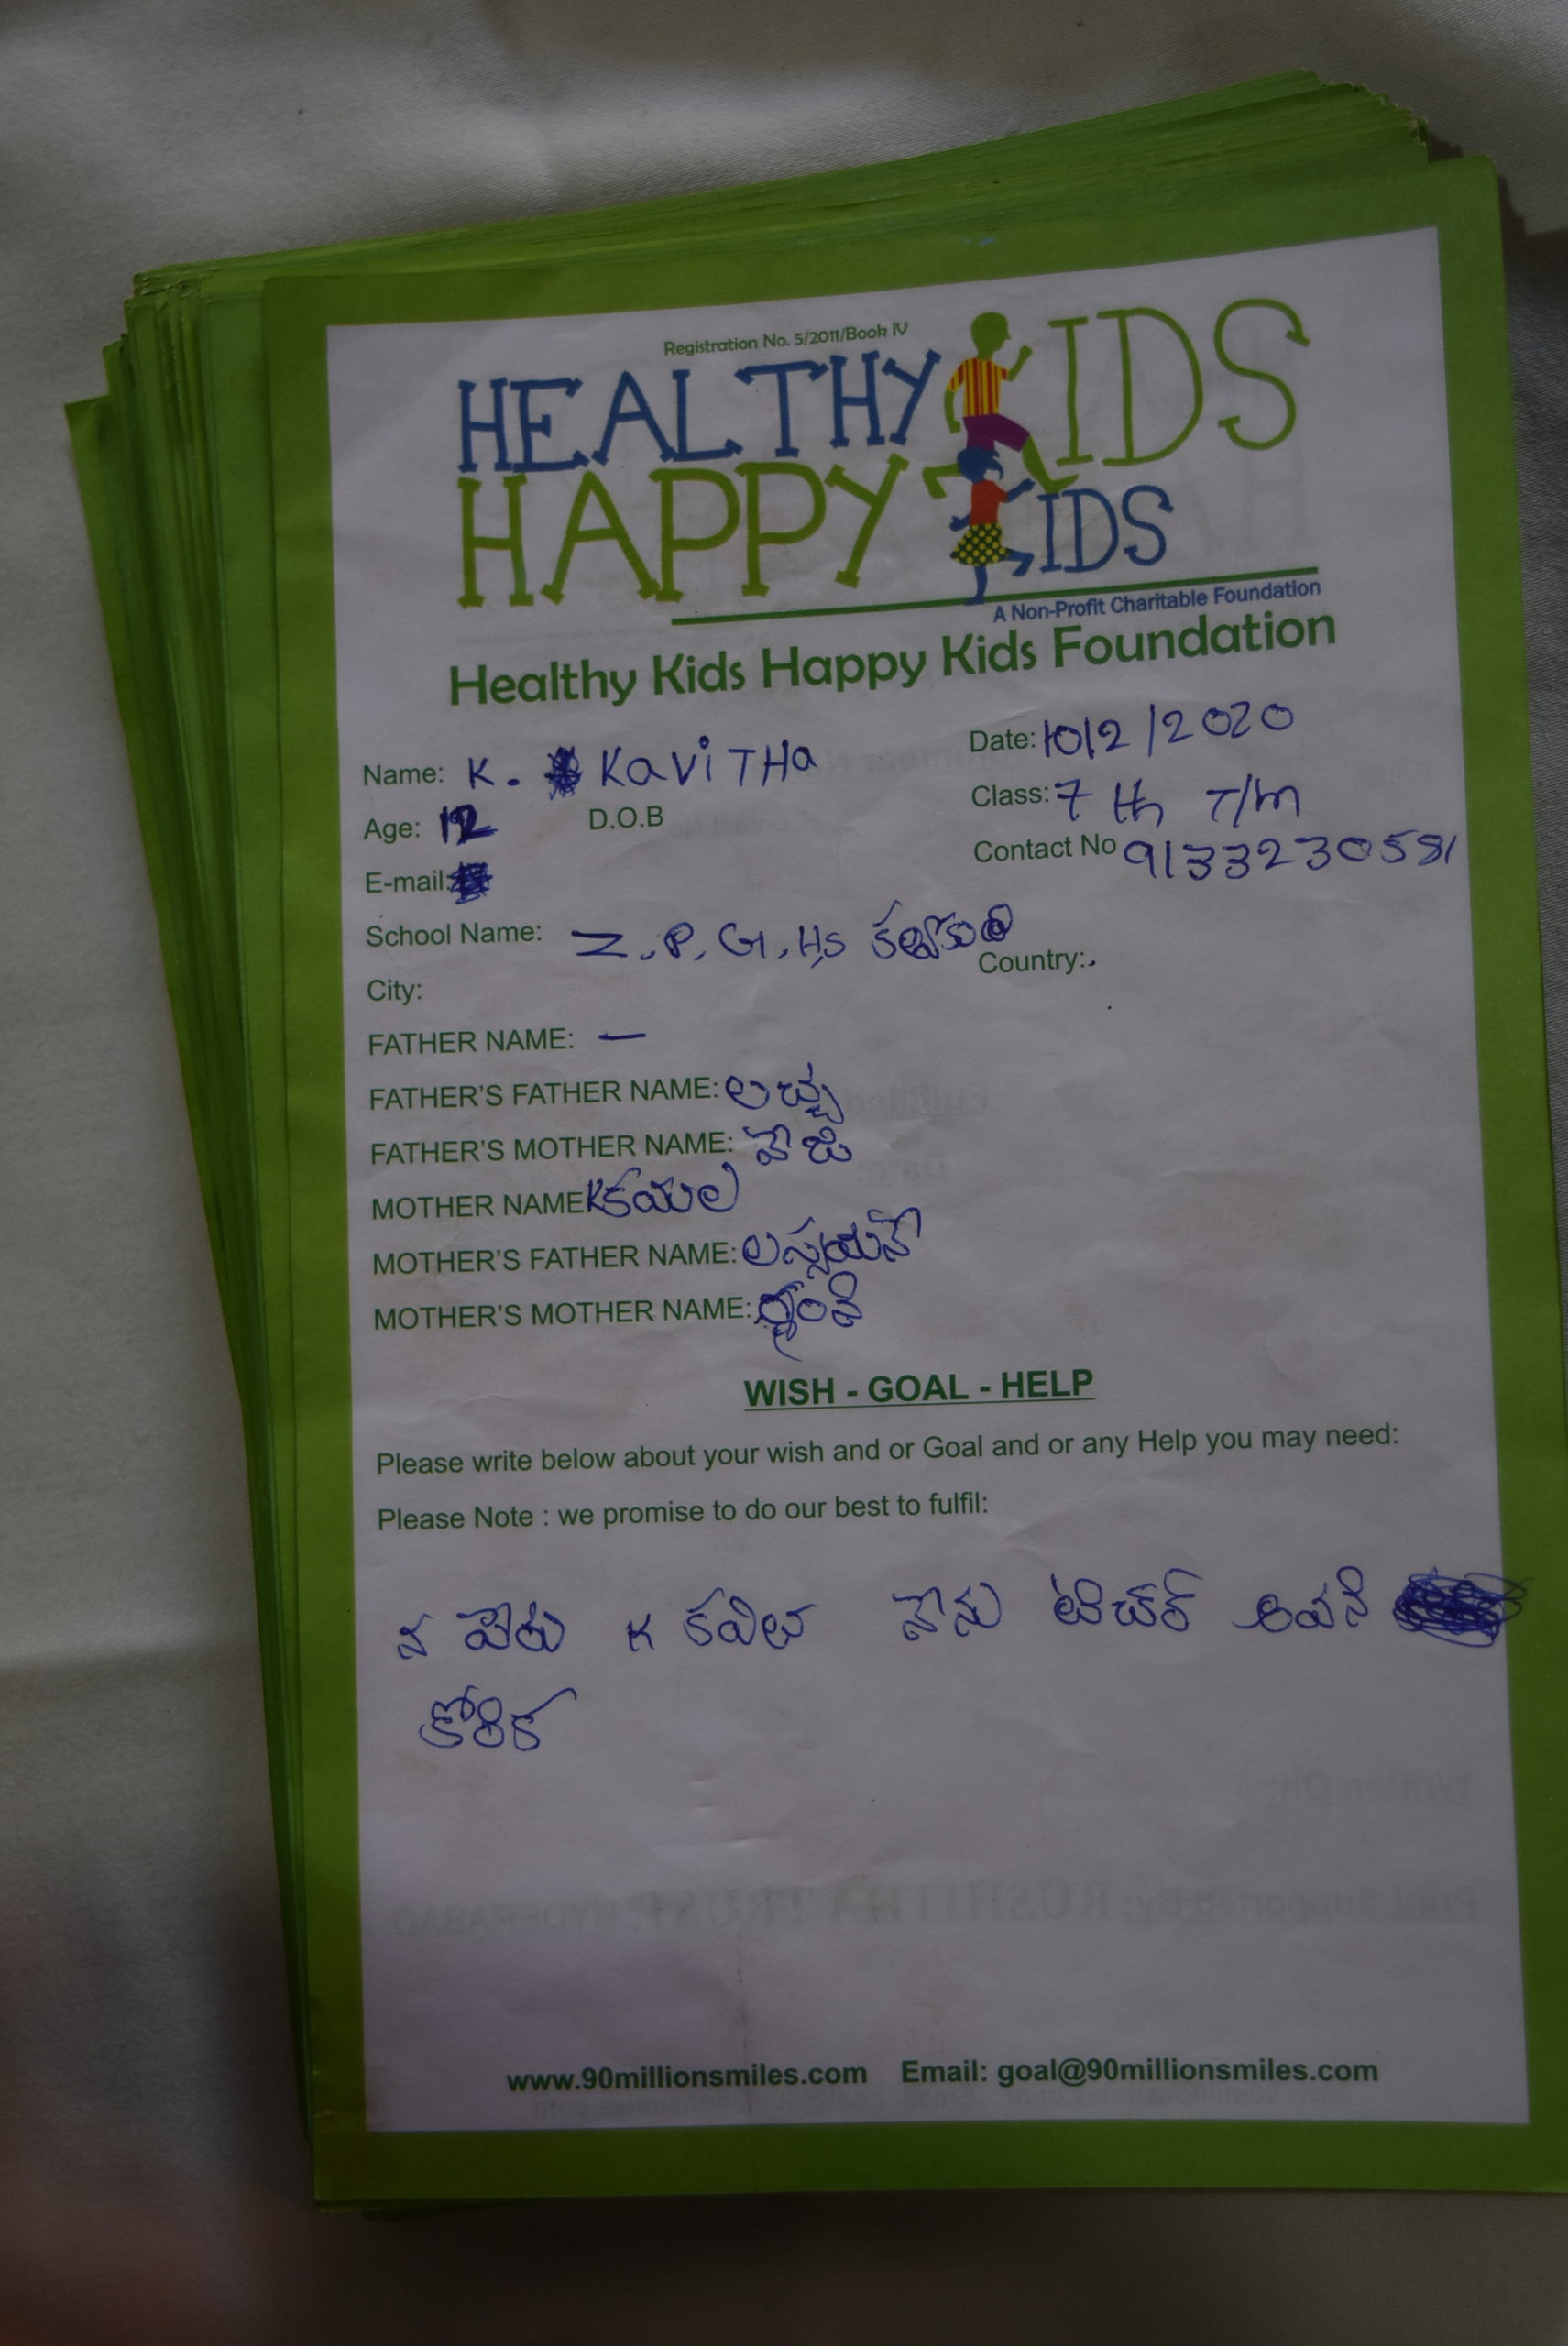 Registration No. 5/2011/Book IV
HEALTHY KIDS
HAPPY KIDS
A Non-Profit Charitable Foundation
Healthy Kids Happy Kids Foundation
Name: K. KaviTHa
Date: 10/2/2020
Age: 12 D.O.B
Class: 7 th T/m
E-mail:
Contact No 9133230581
School Name: Z.P.G.H.S
City: Country:
FATHER NAME: —
FATHER'S FATHER NAME: లచ్చ
FATHER'S MOTHER NAME:
MOTHER NAME K కమల
MOTHER'S FATHER NAME:
MOTHER'S MOTHER NAME:
WISH - GOAL - HELP
Please write below about your wish and or Goal and or any Help you may need:
Please Note : we promise to do our best to fulfil:
న పేరు K కవిత నేను టిచర్ అవని
కోరిక
www.90millionsmiles.com Email: goal@90millionsmiles.com